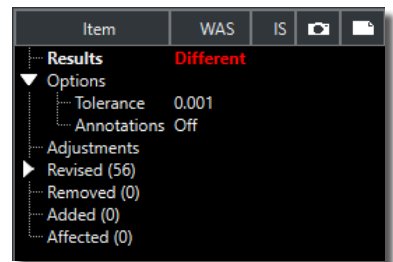 Item WAS IS
Results Different
Options
Tolerance 0.001
Annotations Off
Adjustments
Revised (56)
Removed (0)
Added (0)
Affected (0)